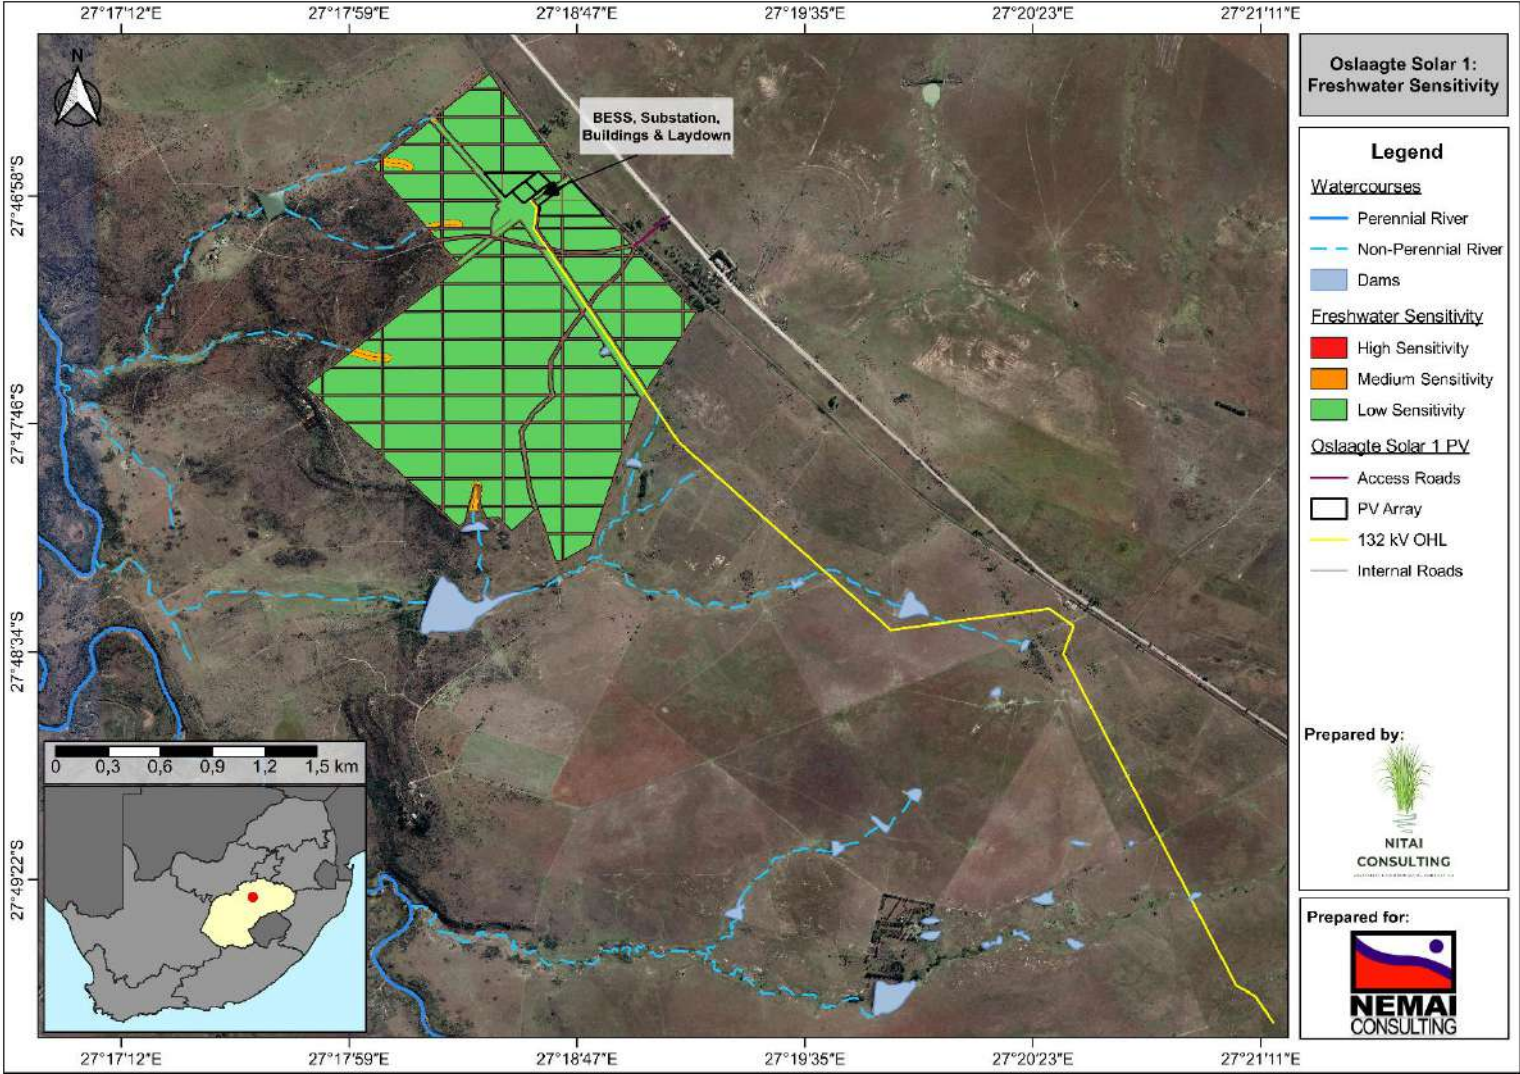 27°17'12"E 27°17'59"E 27°18'47"E 27°19'35"E 27°20'23"E 27°21'11"E
N
BESS, Substation,
Buildings & Laydown
27°46'58"S
27°47'46"S
27°48'34"S
27°49'22"S
0 0,3 0,6 0,9 1,2 1,5 km
27°17'12"E 27°17'59"E 27°18'47"E 27°19'35"E 27°20'23"E 27°21'11"E
Oslaagte Solar 1:
Freshwater Sensitivity
Legend
Watercourses
Perennial River
Non-Perennial River
Dams
Freshwater Sensitivity
High Sensitivity
Medium Sensitivity
Low Sensitivity
Oslaagte Solar 1 PV
Access Roads
PV Array
132 kV OHL
Internal Roads
Prepared by:
NITAI
CONSULTING
Prepared for:
NEMAI
CONSULTING